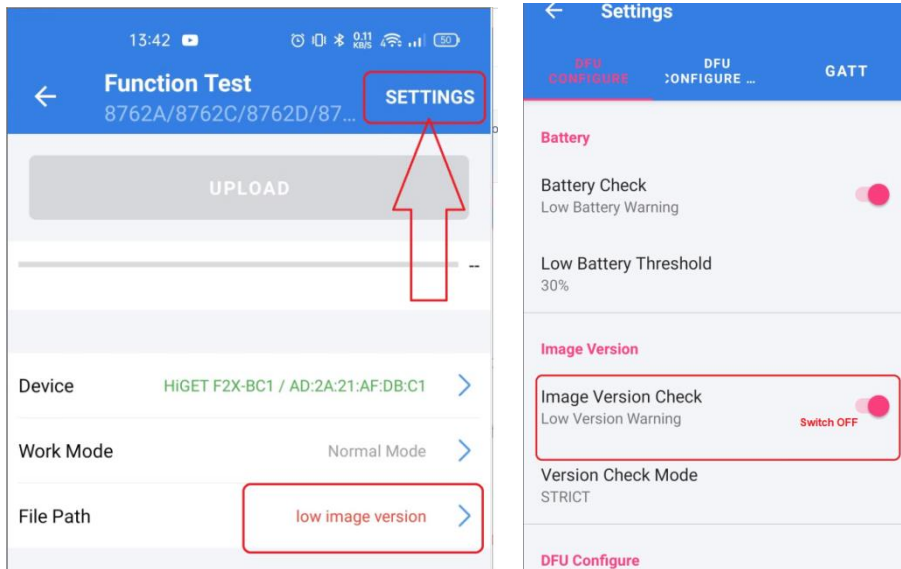 13:42
0.11
KB/S
50
Function Test
8762A/8762C/8762D/87...
SETTINGS
UPLOAD
--
Device
HiGET F2X-BC1 / AD:2A:21:AF:DB:C1
Work Mode
Normal Mode
File Path
low image version
Settings
DFU
CONFIGURE
DFU
CONFIGURE ...
GATT
Battery
Battery Check
Low Battery Warning
Low Battery Threshold
30%
Image Version
Image Version Check
Low Version Warning
Switch OFF
Version Check Mode
STRICT
DFU Configure